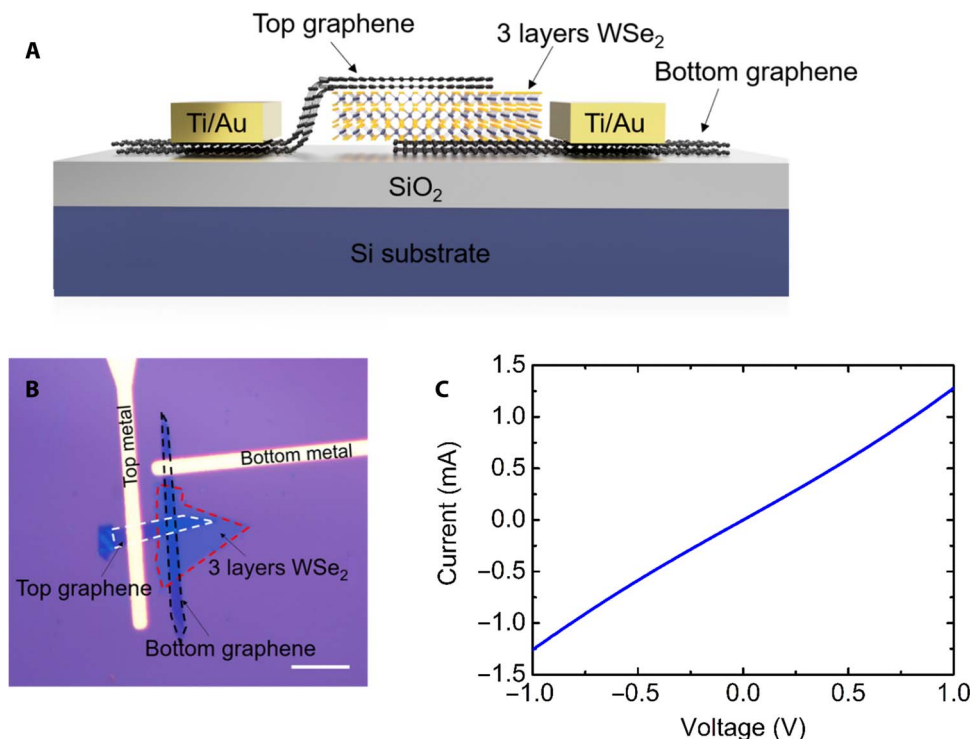 A
Top graphene
3 layers WSe₂
Bottom graphene
Ti/Au
Ti/Au
SiO₂
Si substrate
B
Top metal
Bottom metal
Top graphene
3 layers WSe₂
Bottom graphene
C
1.5
1.0
0.5
0.0
−0.5
−1.0
−1.5
Current (mA)
−1.0 −0.5 0.0 0.5 1.0
Voltage (V)